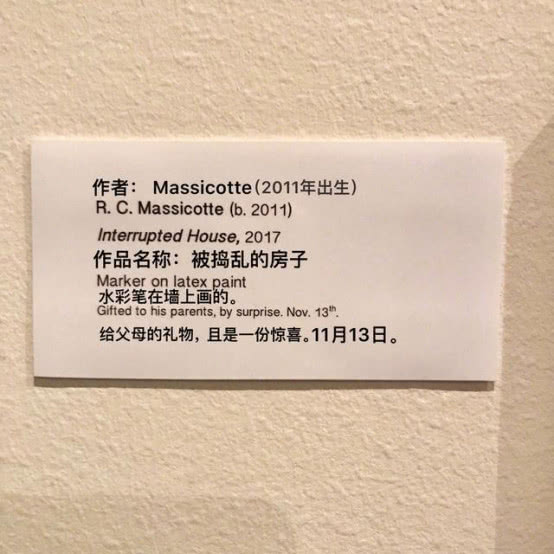 作者： Massicotte（2011年出生）
R. C. Massicotte (b. 2011)
Interrupted House, 2017
作品名称：被捣乱的房子
Marker on latex paint
水彩笔在墙上画的。
Gifted to his parents, by surprise. Nov. 13th.
给父母的礼物，且是一份惊喜。11月13日。